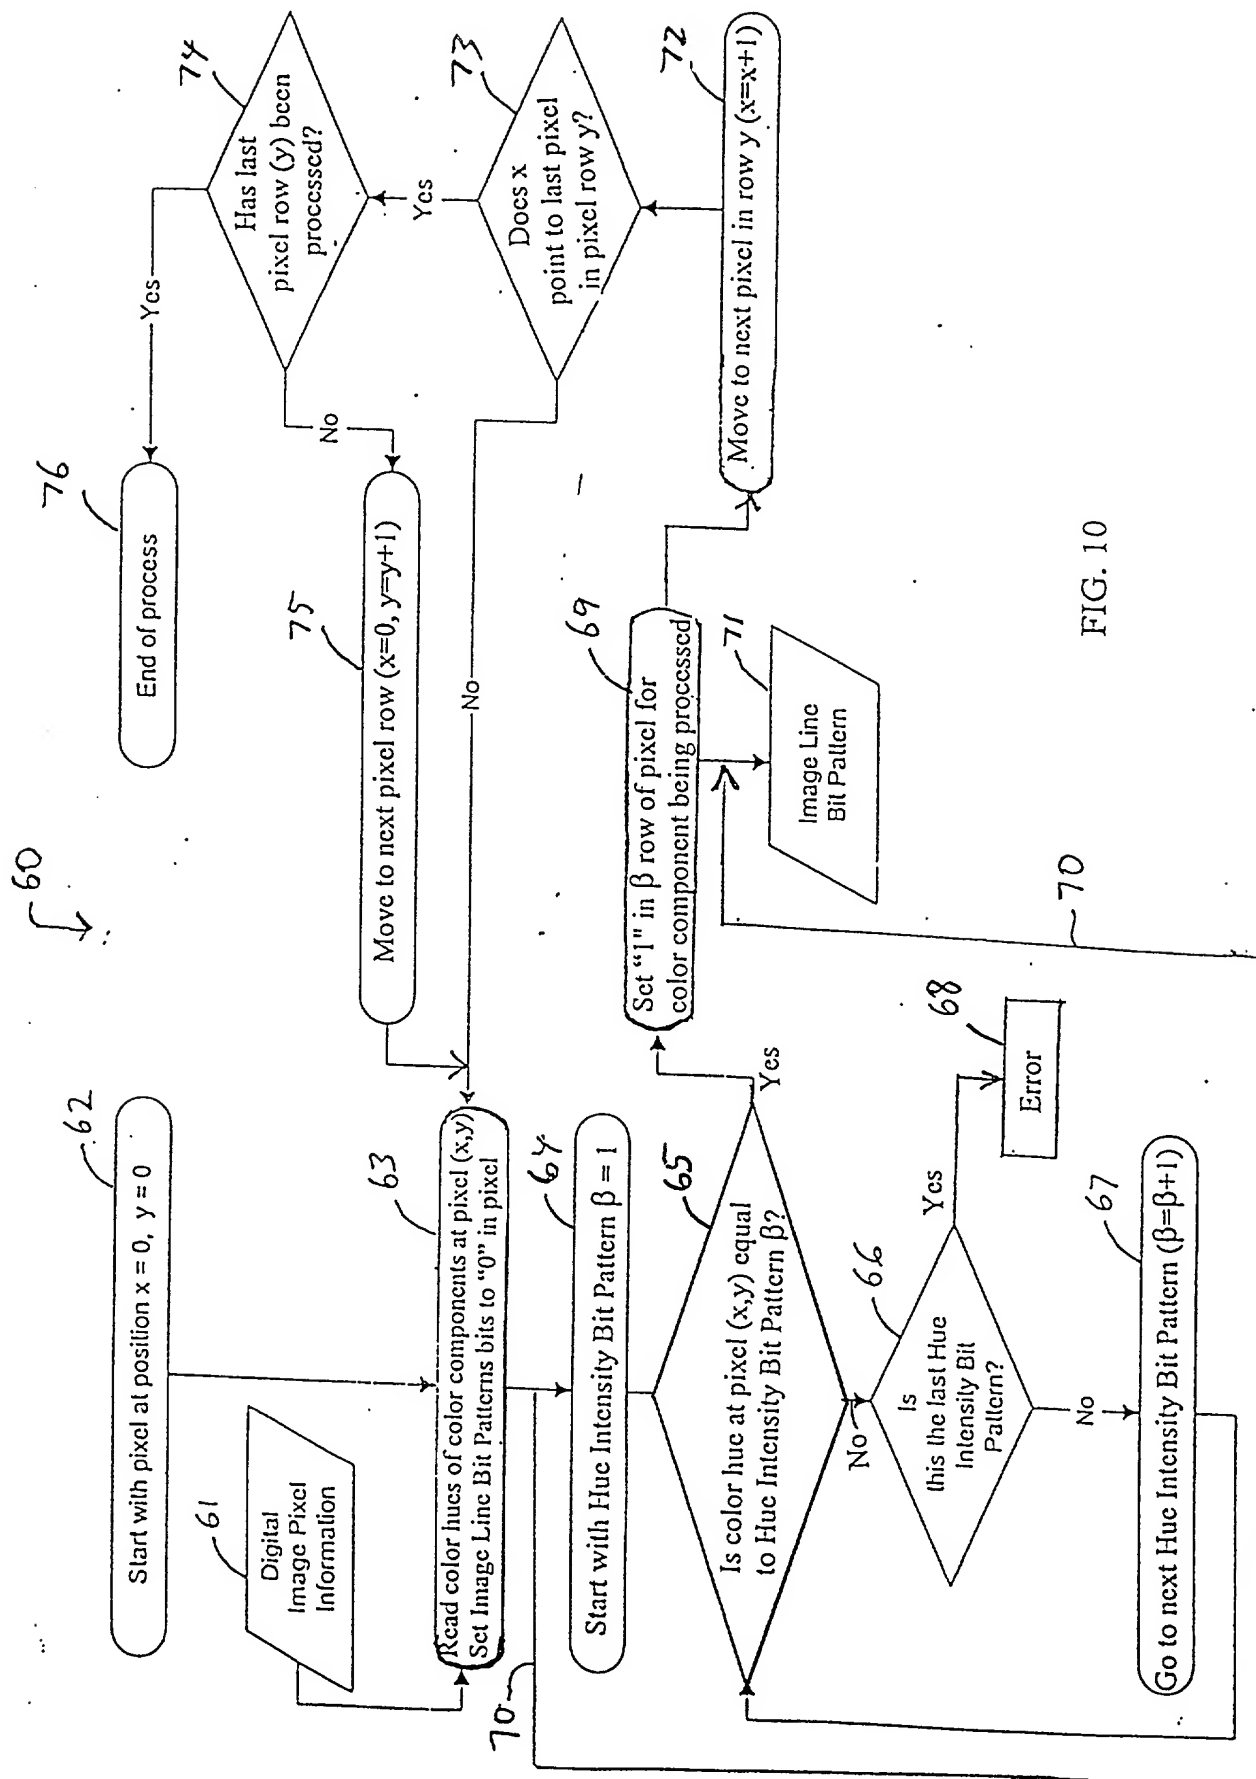 60
62
Start with pixel at position x = 0, y = 0
61
Digital
Image Pixel
Information
63
Read color hues of color components at pixel (x,y)
Set Image Line Bit Patterns bits to “0” in pixel
70
64
Start with Hue Intensity Bit Pattern β = 1
65
Is color hue at pixel (x,y) equal
to Hue Intensity Bit Pattern β?
Yes
No
66
Is
this the last Hue
Intensity Bit
Pattern?
Yes
68
Error
No
67
Go to next Hue Intensity Bit Pattern (β=β+1)
69
Set “1” in β row of pixel for
color component being processed
71
Image Line
Bit Pattern
70
72
Move to next pixel in row y (x=x+1)
73
Does x
point to last pixel
in pixel row y?
No
Yes
74
Has last
pixel row (y) been
processed?
No
75
Move to next pixel row (x=0, y=y+1)
Yes
76
End of process
FIG. 10